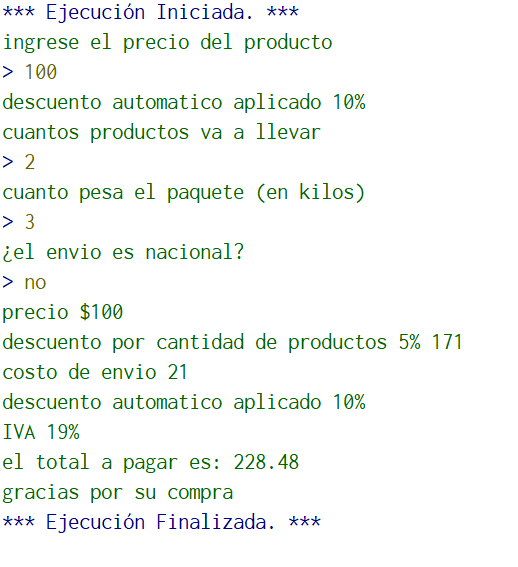 *** Ejecución Iniciada. ***
ingrese el precio del producto
> 100
descuento automatico aplicado 10%
cuantos productos va a llevar
> 2
cuanto pesa el paquete (en kilos)
> 3
¿el envio es nacional?
> no
precio $100
descuento por cantidad de productos 5% 171
costo de envio 21
descuento automatico aplicado 10%
IVA 19%
el total a pagar es: 228.48
gracias por su compra
*** Ejecución Finalizada. ***